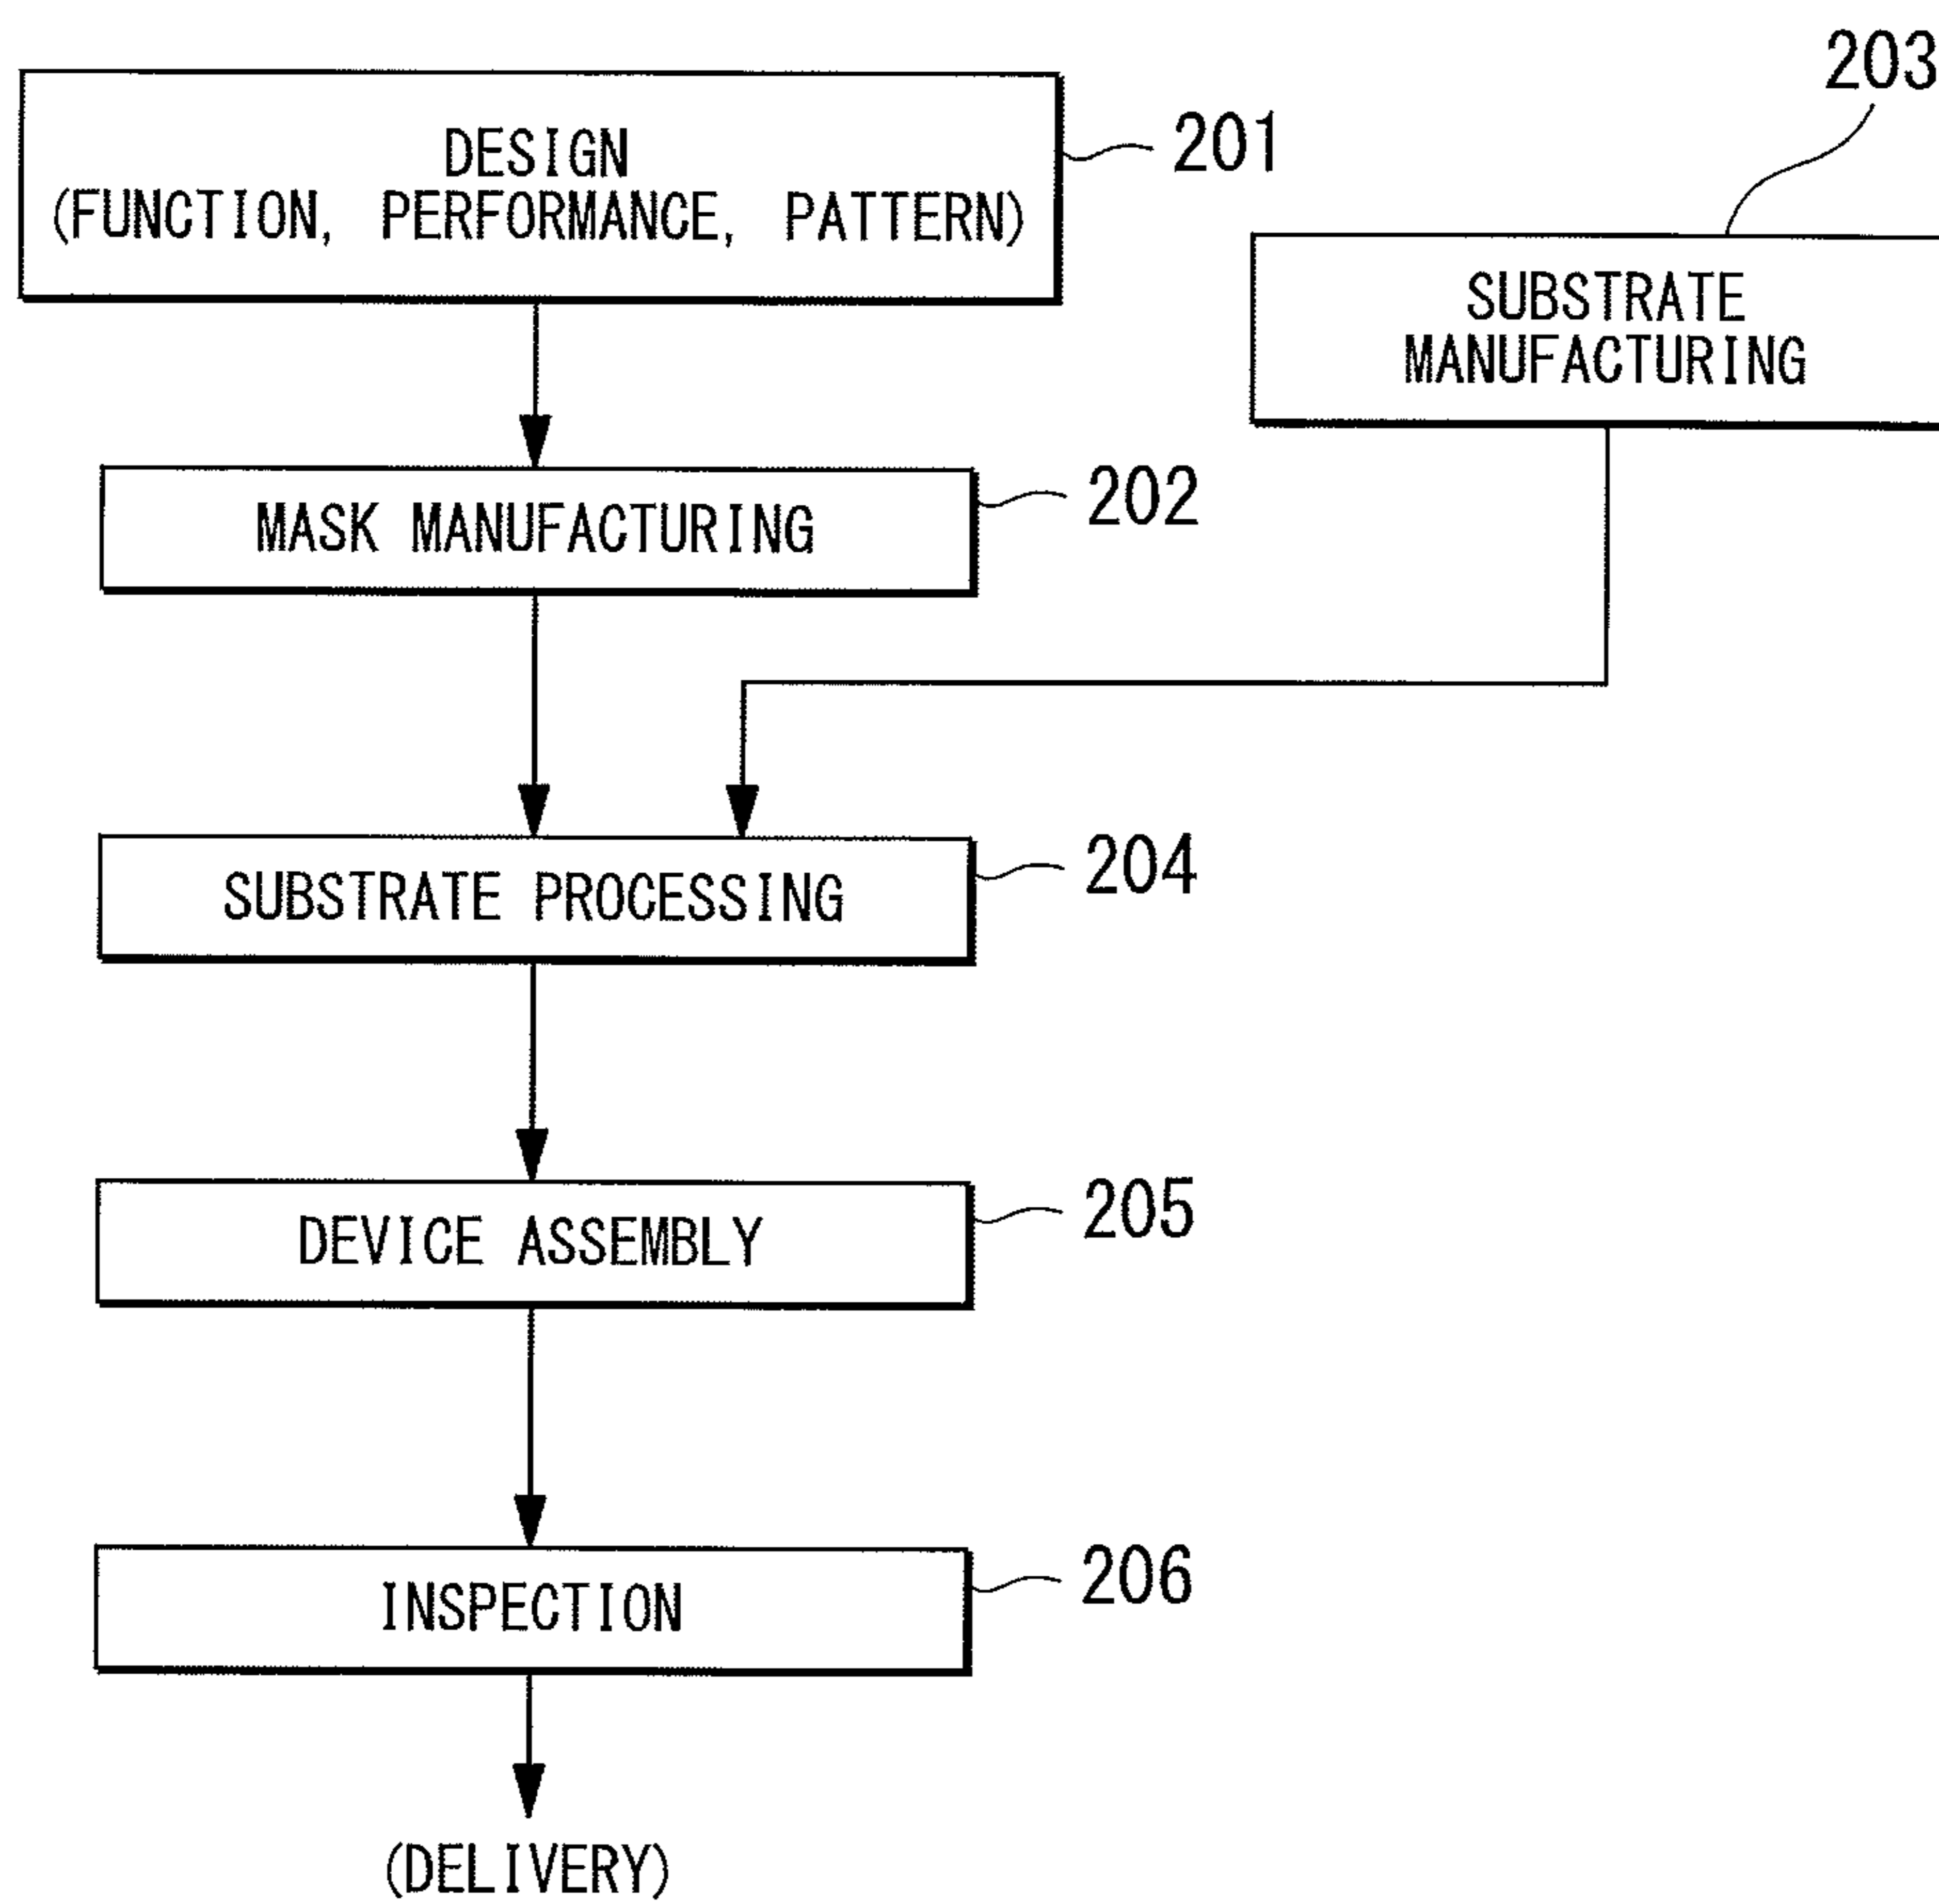 203
DESIGN
(FUNCTION, PERFORMANCE, PATTERN)
201
SUBSTRATE
MANUFACTURING
MASK MANUFACTURING
202
SUBSTRATE PROCESSING
204
DEVICE ASSEMBLY
205
INSPECTION
206
(DELIVERY)